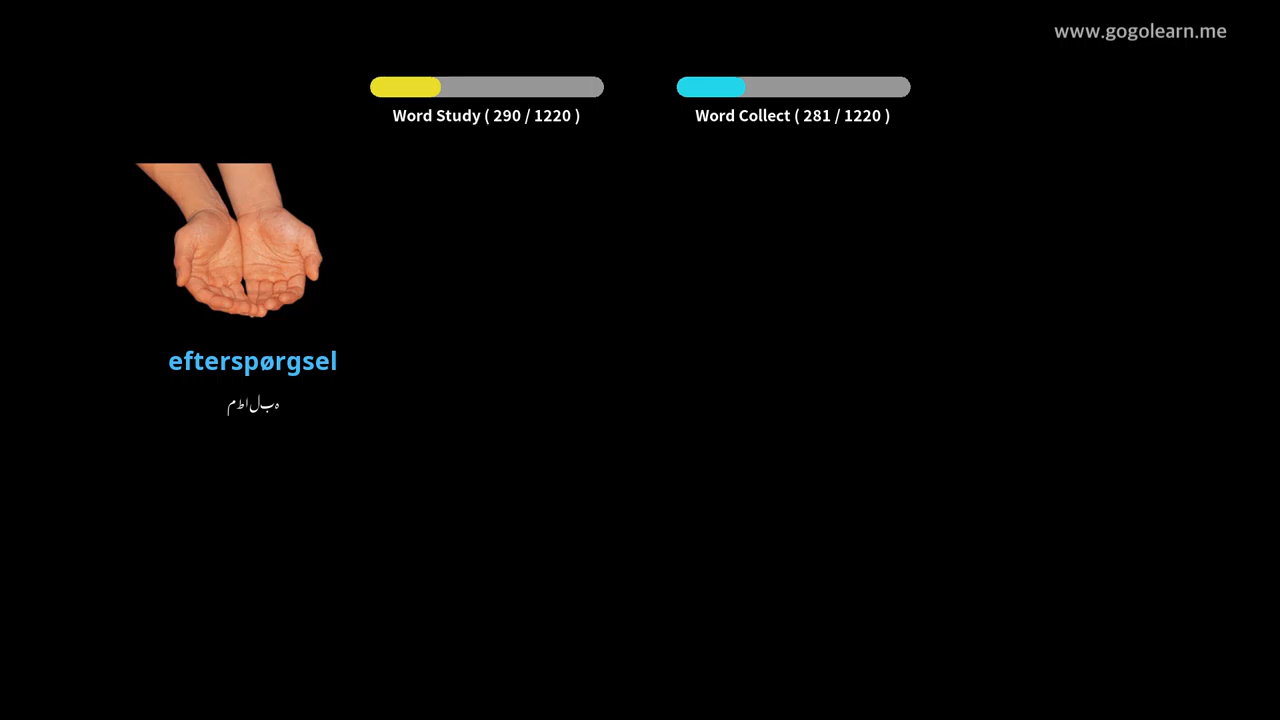 www.gogolearn.me
Word Study ( 290 / 1220 )
Word Collect ( 281 / 1220 )
efterspørgsel
مطالبہ